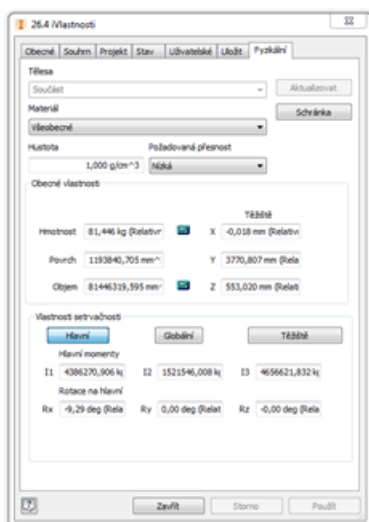 26.4 iVlastnosti
Obecné Souhrn Projekt Stav Uživatelské Uložit Fyzikální
Tělesa
Součást Aktualizovat
Materiál Schránka
Všeobecné
Hustota Požadovaná přesnost
1,000 g/cm^3 Nízká
Obecné vlastnosti
Těžiště
Hmotnost 81,446 kg (Relativr X -0,018 mm (Relativ
Povrch 1193840,705 mm^ Y 3770,807 mm (Rela
Objem 81446319,595 mm Z 553,020 mm (Relati
Vlastnosti setrvačnosti
Hlavní Globální Těžiště
Hlavní momenty
I1 4386270,906 k I2 1521546,008 k I3 4656621,832 k
Rotace na hlavní
Rx -9,29 deg (Rela Ry 0,00 deg (Relat Rz -0,00 deg (Rela
? Zavřít Storno Použít